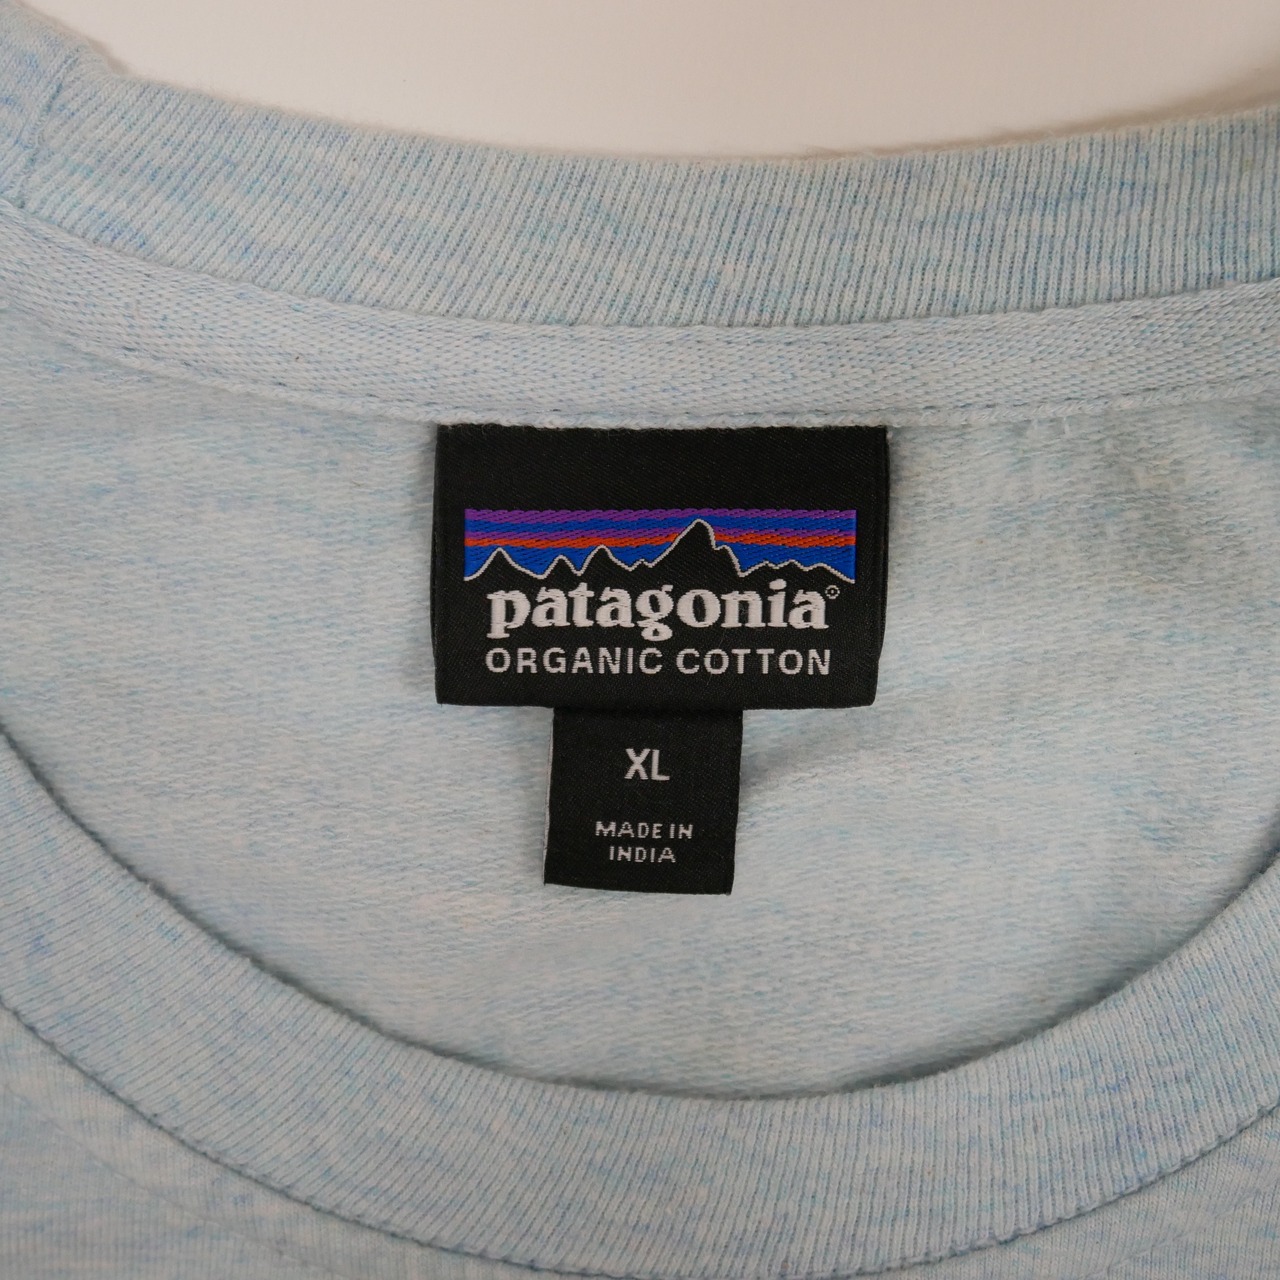 patagonia®
ORGANIC COTTON
XL
MADE IN
INDIA